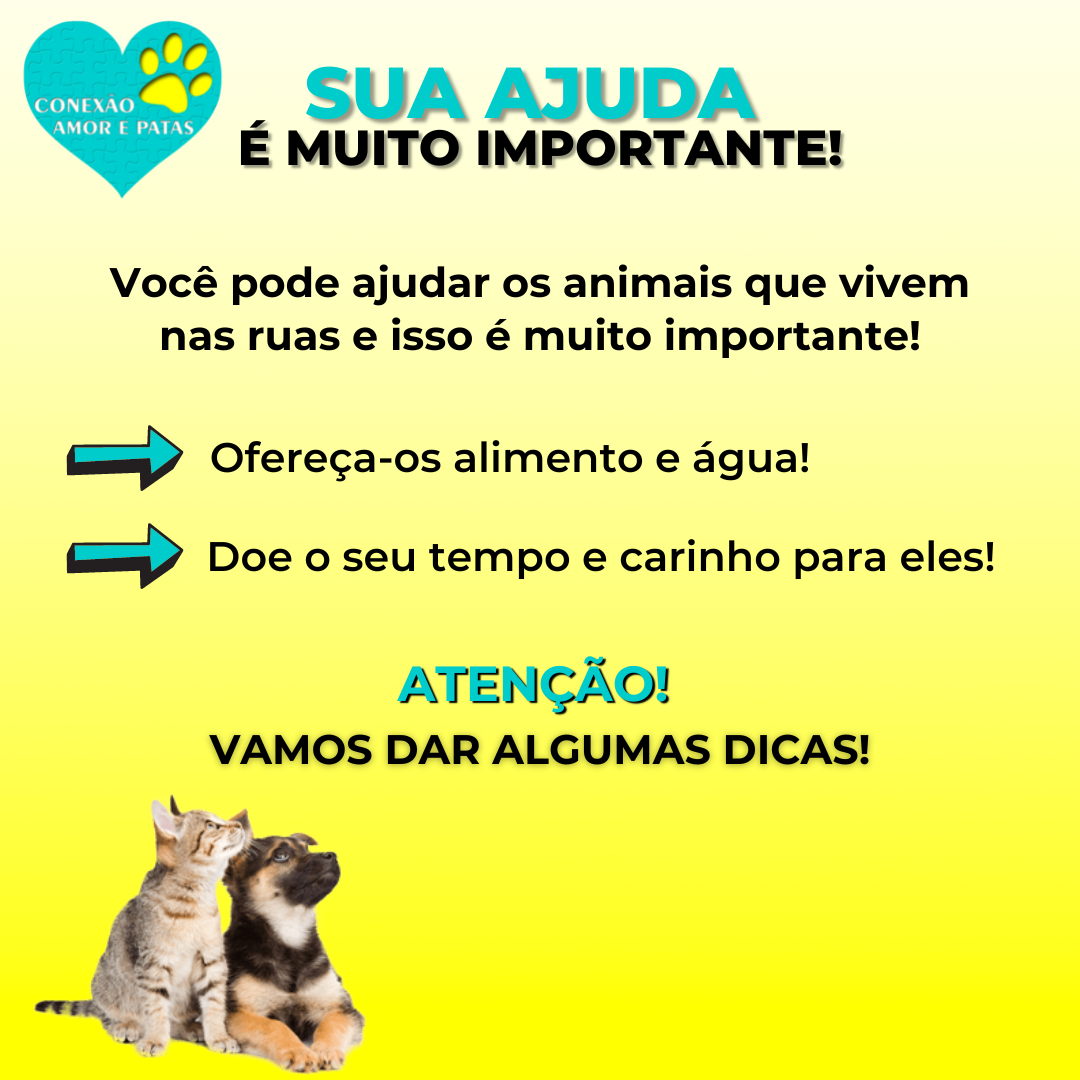 CONEXÃO
AMOR E PATAS
SUA AJUDA
É MUITO IMPORTANTE!
Você pode ajudar os animais que vivem
nas ruas e isso é muito importante!
Ofereça-os alimento e água!
Doe o seu tempo e carinho para eles!
ATENÇÃO!
VAMOS DAR ALGUMAS DICAS!